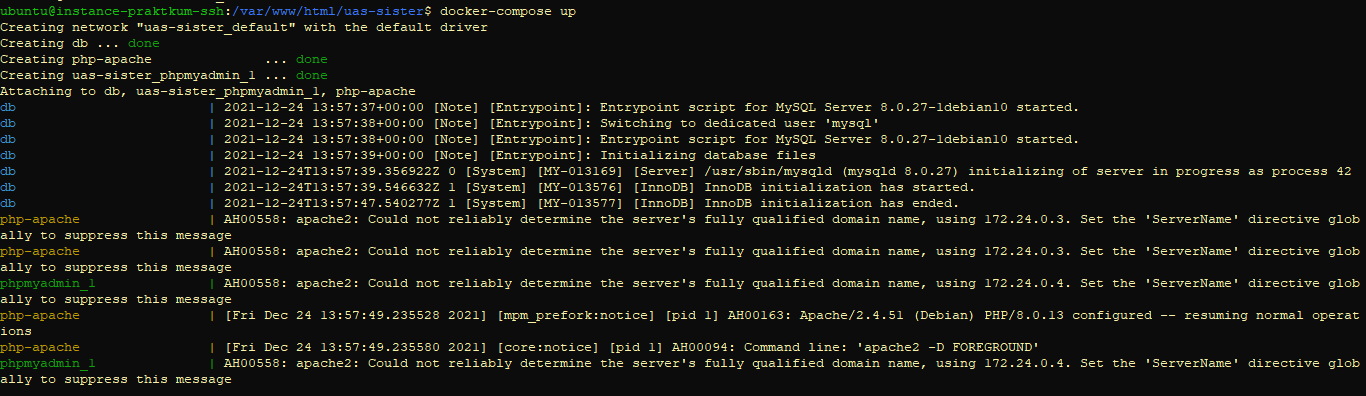 ubuntu@instance-praktkum-ssh:/var/www/html/uas-sister$ docker-compose up
Creating network "uas-sister_default" with the default driver
Creating db ... done
Creating php-apache             ... done
Creating uas-sister_phpmyadmin_1 ... done
Attaching to db, uas-sister_phpmyadmin_1, php-apache
db                        | 2021-12-24 13:57:37+00:00 [Note] [Entrypoint]: Entrypoint script for MySQL Server 8.0.27-1debian10 started.
db                        | 2021-12-24 13:57:38+00:00 [Note] [Entrypoint]: Switching to dedicated user 'mysql'
db                        | 2021-12-24 13:57:38+00:00 [Note] [Entrypoint]: Entrypoint script for MySQL Server 8.0.27-1debian10 started.
db                        | 2021-12-24 13:57:39+00:00 [Note] [Entrypoint]: Initializing database files
db                        | 2021-12-24T13:57:39.356922Z 0 [System] [MY-013169] [Server] /usr/sbin/mysqld (mysqld 8.0.27) initializing of server in progress as process 42
db                        | 2021-12-24T13:57:39.546632Z 1 [System] [MY-013576] [InnoDB] InnoDB initialization has started.
db                        | 2021-12-24T13:57:47.540277Z 1 [System] [MY-013577] [InnoDB] InnoDB initialization has ended.
php-apache                | AH00558: apache2: Could not reliably determine the server's fully qualified domain name, using 172.24.0.3. Set the 'ServerName' directive glob
ally to suppress this message
php-apache                | AH00558: apache2: Could not reliably determine the server's fully qualified domain name, using 172.24.0.3. Set the 'ServerName' directive glob
ally to suppress this message
phpmyadmin_1              | AH00558: apache2: Could not reliably determine the server's fully qualified domain name, using 172.24.0.4. Set the 'ServerName' directive glob
ally to suppress this message
php-apache                | [Fri Dec 24 13:57:49.235528 2021] [mpm_prefork:notice] [pid 1] AH00163: Apache/2.4.51 (Debian) PHP/8.0.13 configured -- resuming normal operat
ions
php-apache                | [Fri Dec 24 13:57:49.235580 2021] [core:notice] [pid 1] AH00094: Command line: 'apache2 -D FOREGROUND'
phpmyadmin_1              | AH00558: apache2: Could not reliably determine the server's fully qualified domain name, using 172.24.0.4. Set the 'ServerName' directive glob
ally to suppress this message